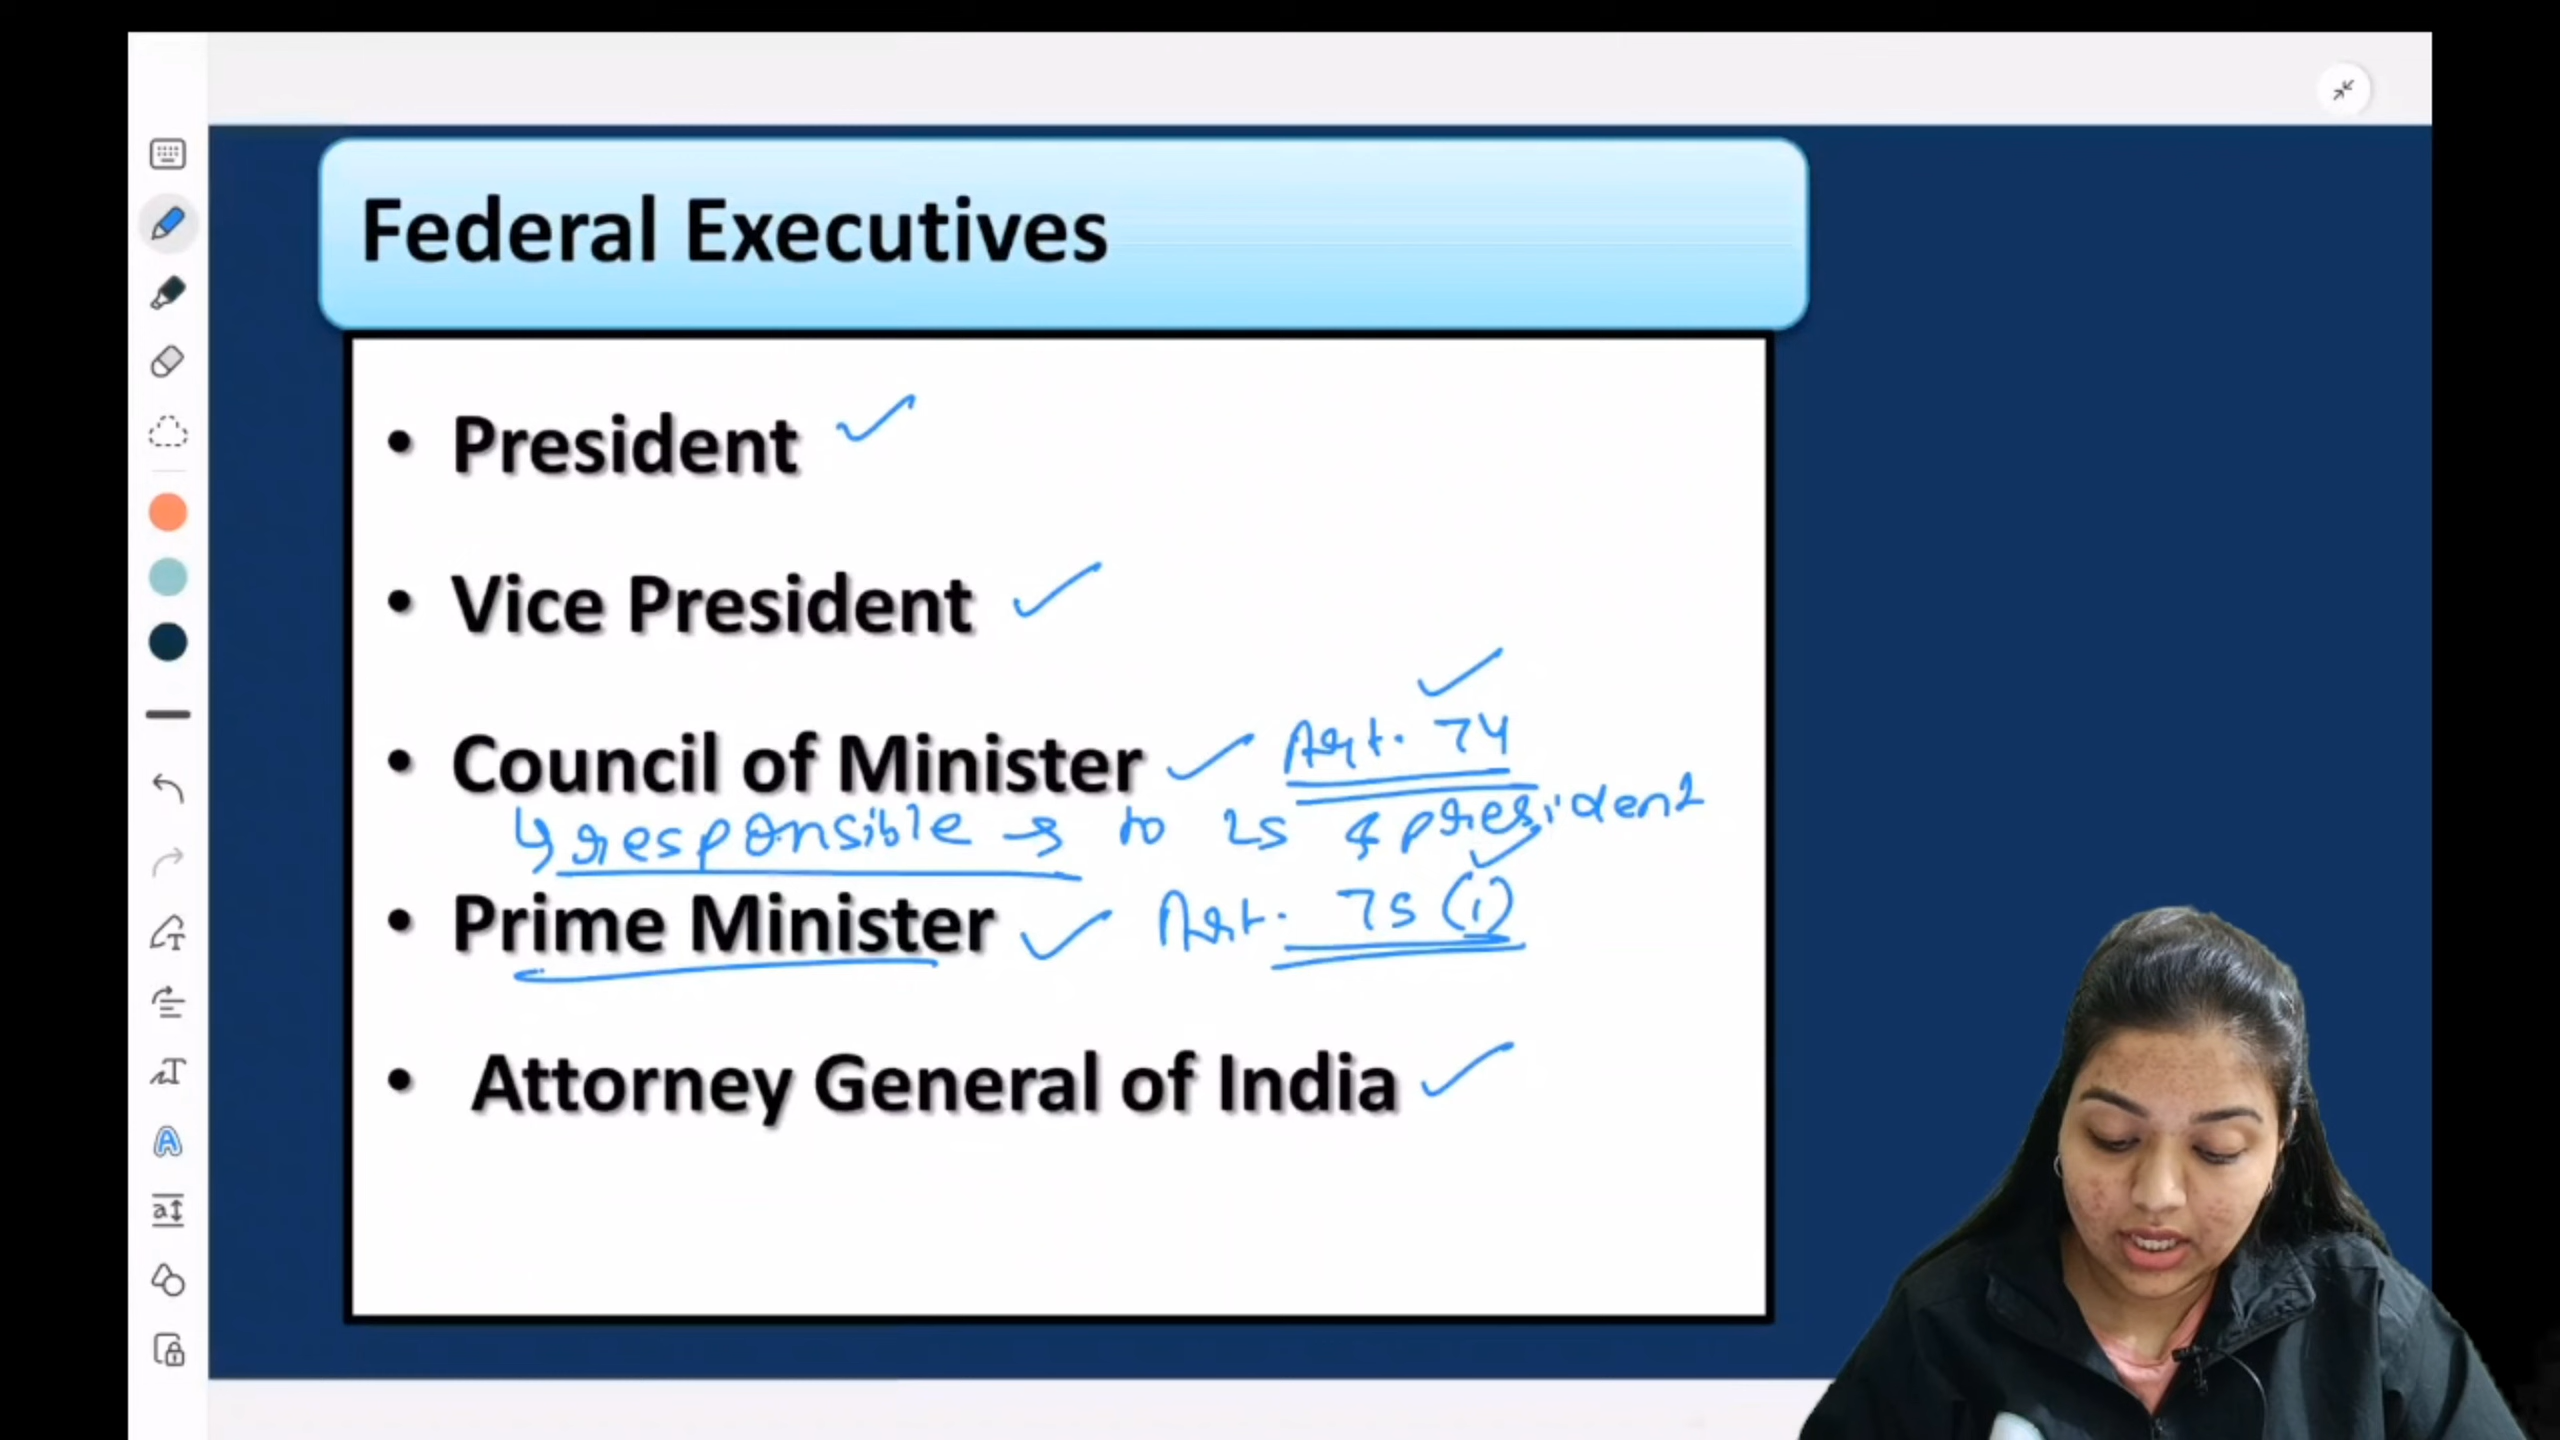 Federal Executives
• President
• Vice President
• Council of Minister Art. 74
↳ responsible → to LS & president
• Prime Minister Art. 75 (1)
• Attorney General of India